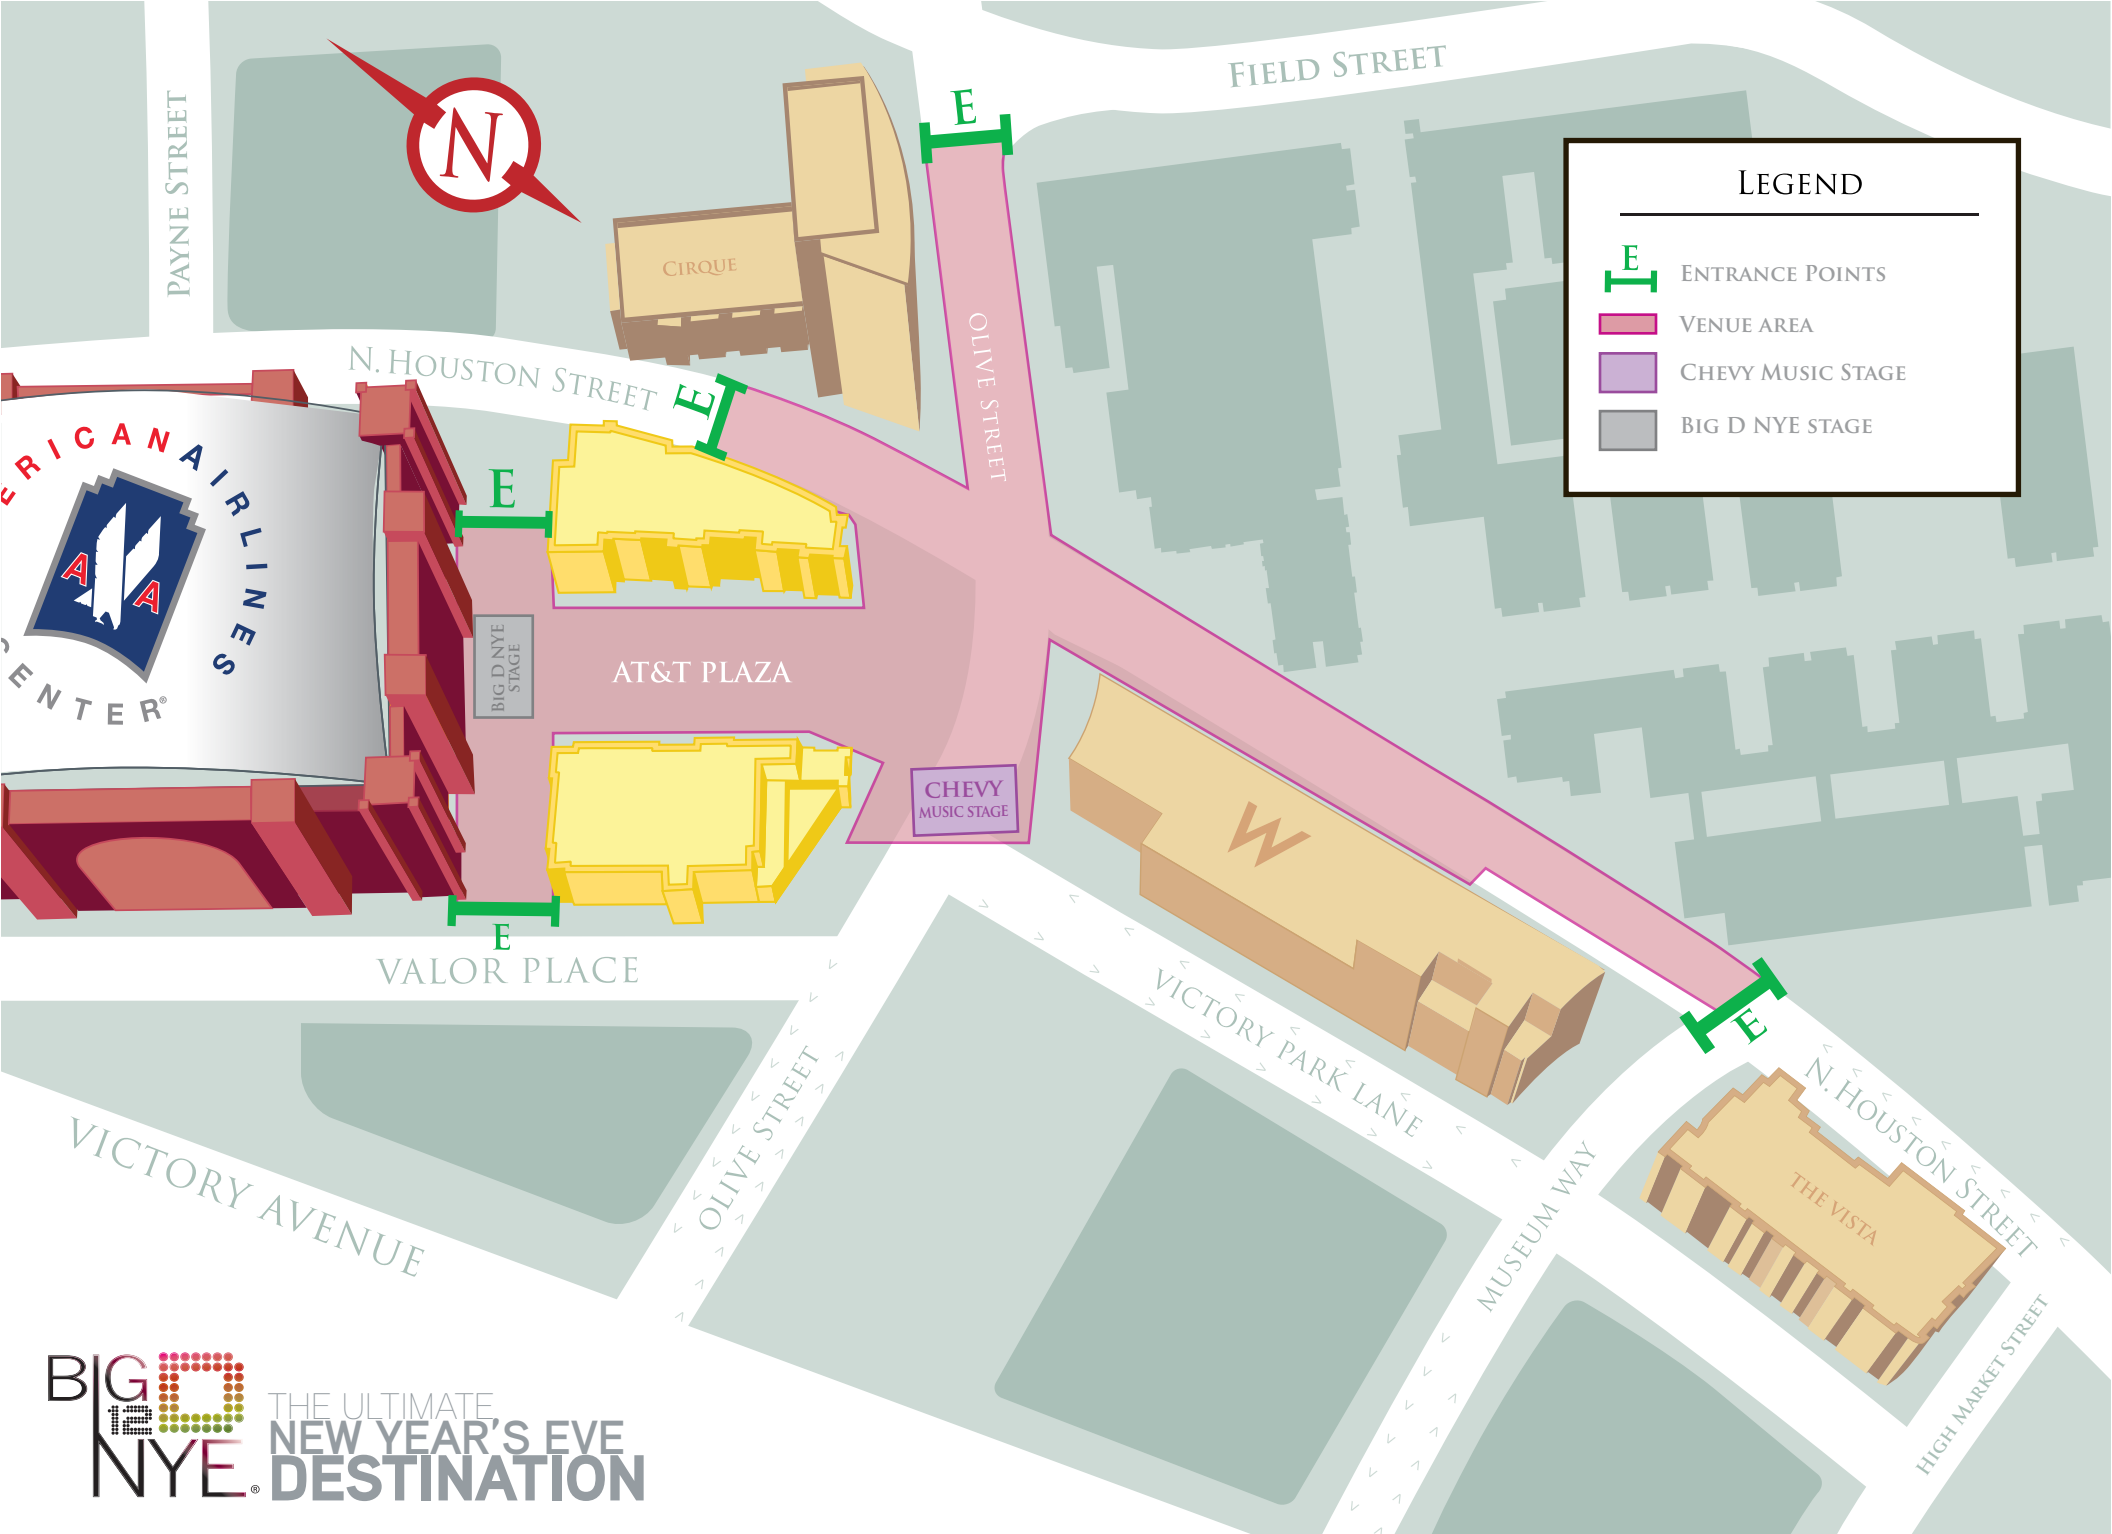 FIELD STREET
E
LEGEND
E
ENTRANCE POINTS
VENUE AREA
CHEVY MUSIC STAGE
BIG D NYE STAGE
PAYNE STREET
N
CIRQUE
OLIVE STREET
N. HOUSTON STREET
E
E
ERICANAIRLINES
CENTER®
A
A
BIG D NYE
STAGE
AT&T PLAZA
CHEVY
MUSIC STAGE
W
E
VALOR PLACE
E
VICTORY PARK LANE
N. HOUSTON STREET
OLIVE STREET
VICTORY AVENUE
MUSEUM WAY
THE VISTA
HIGH MARKET STREET
BIG D
12
NYE®
THE ULTIMATE
NEW YEAR'S EVE
DESTINATION